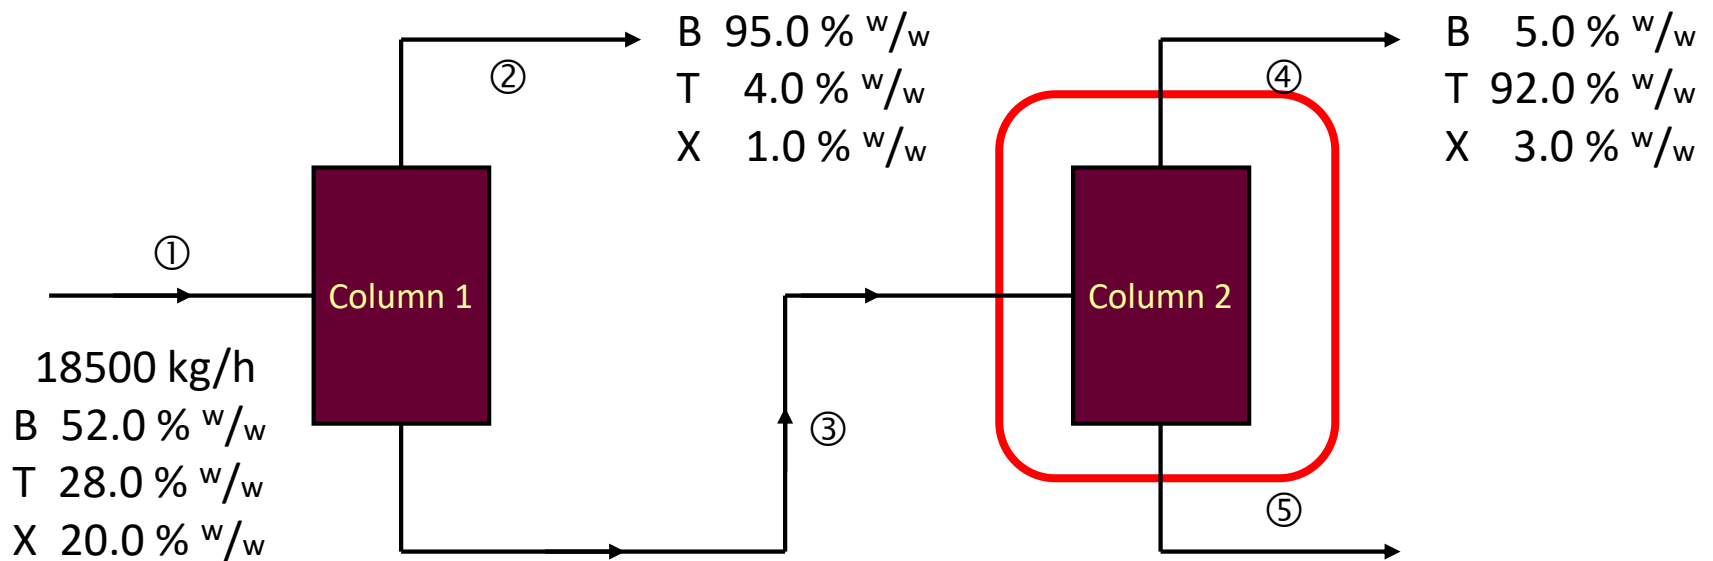 ②
B 95.0 % w/w
T 4.0 % w/w
X 1.0 % w/w
④
B 5.0 % w/w
T 92.0 % w/w
X 3.0 % w/w
①
Column 1
Column 2
18500 kg/h
B 52.0 % w/w
T 28.0 % w/w
X 20.0 % w/w
③
⑤